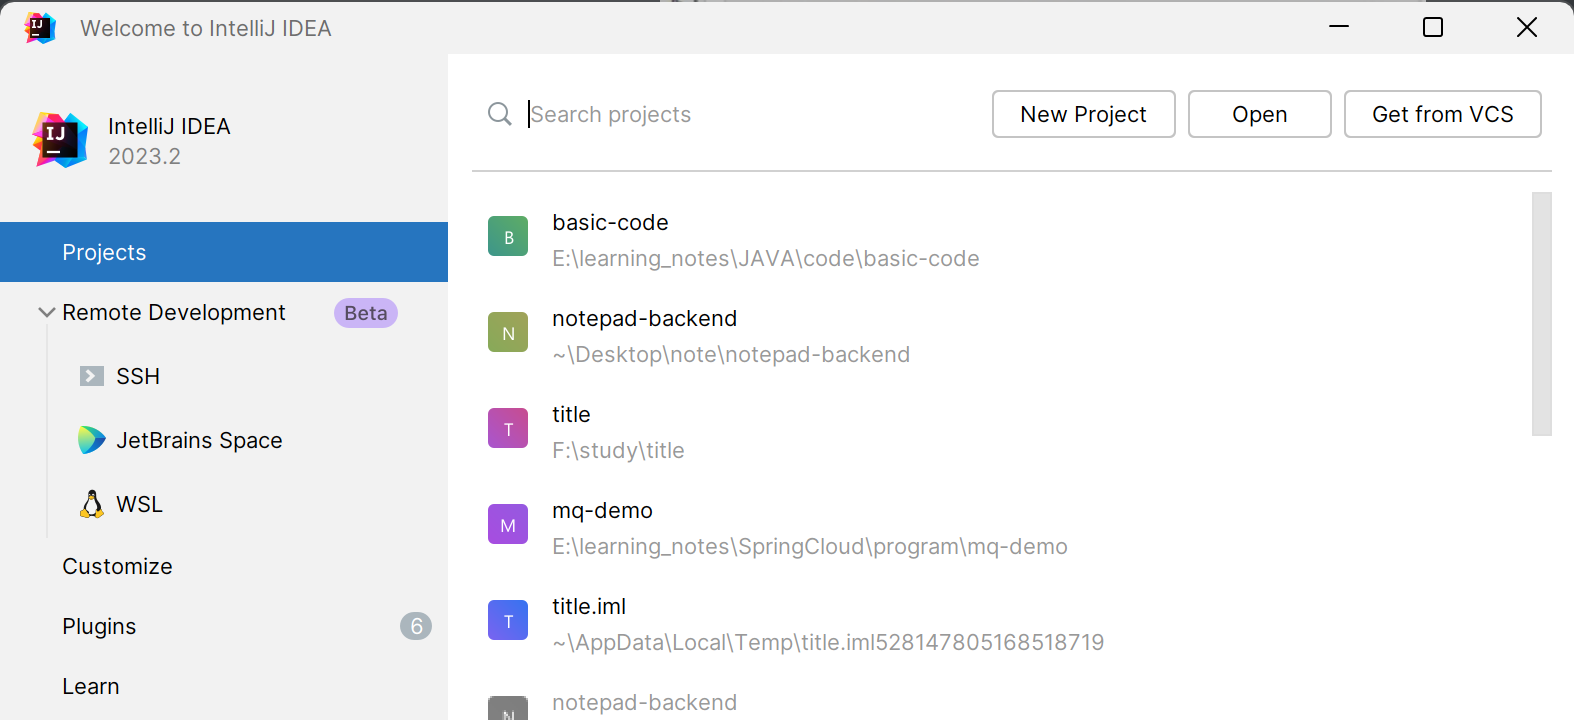 IJ Welcome to IntelliJ IDEA
IJ
IntelliJ IDEA
2023.2
Projects
Remote Development Beta
SSH
JetBrains Space
WSL
Customize
Plugins 6
Learn
Search projects New Project Open Get from VCS
B basic-code
E:\learning_notes\JAVA\code\basic-code
N notepad-backend
~\Desktop\note\notepad-backend
T title
F:\study\title
M mq-demo
E:\learning_notes\SpringCloud\program\mq-demo
T title.iml
~\AppData\Local\Temp\title.iml528147805168518719
N notepad-backend